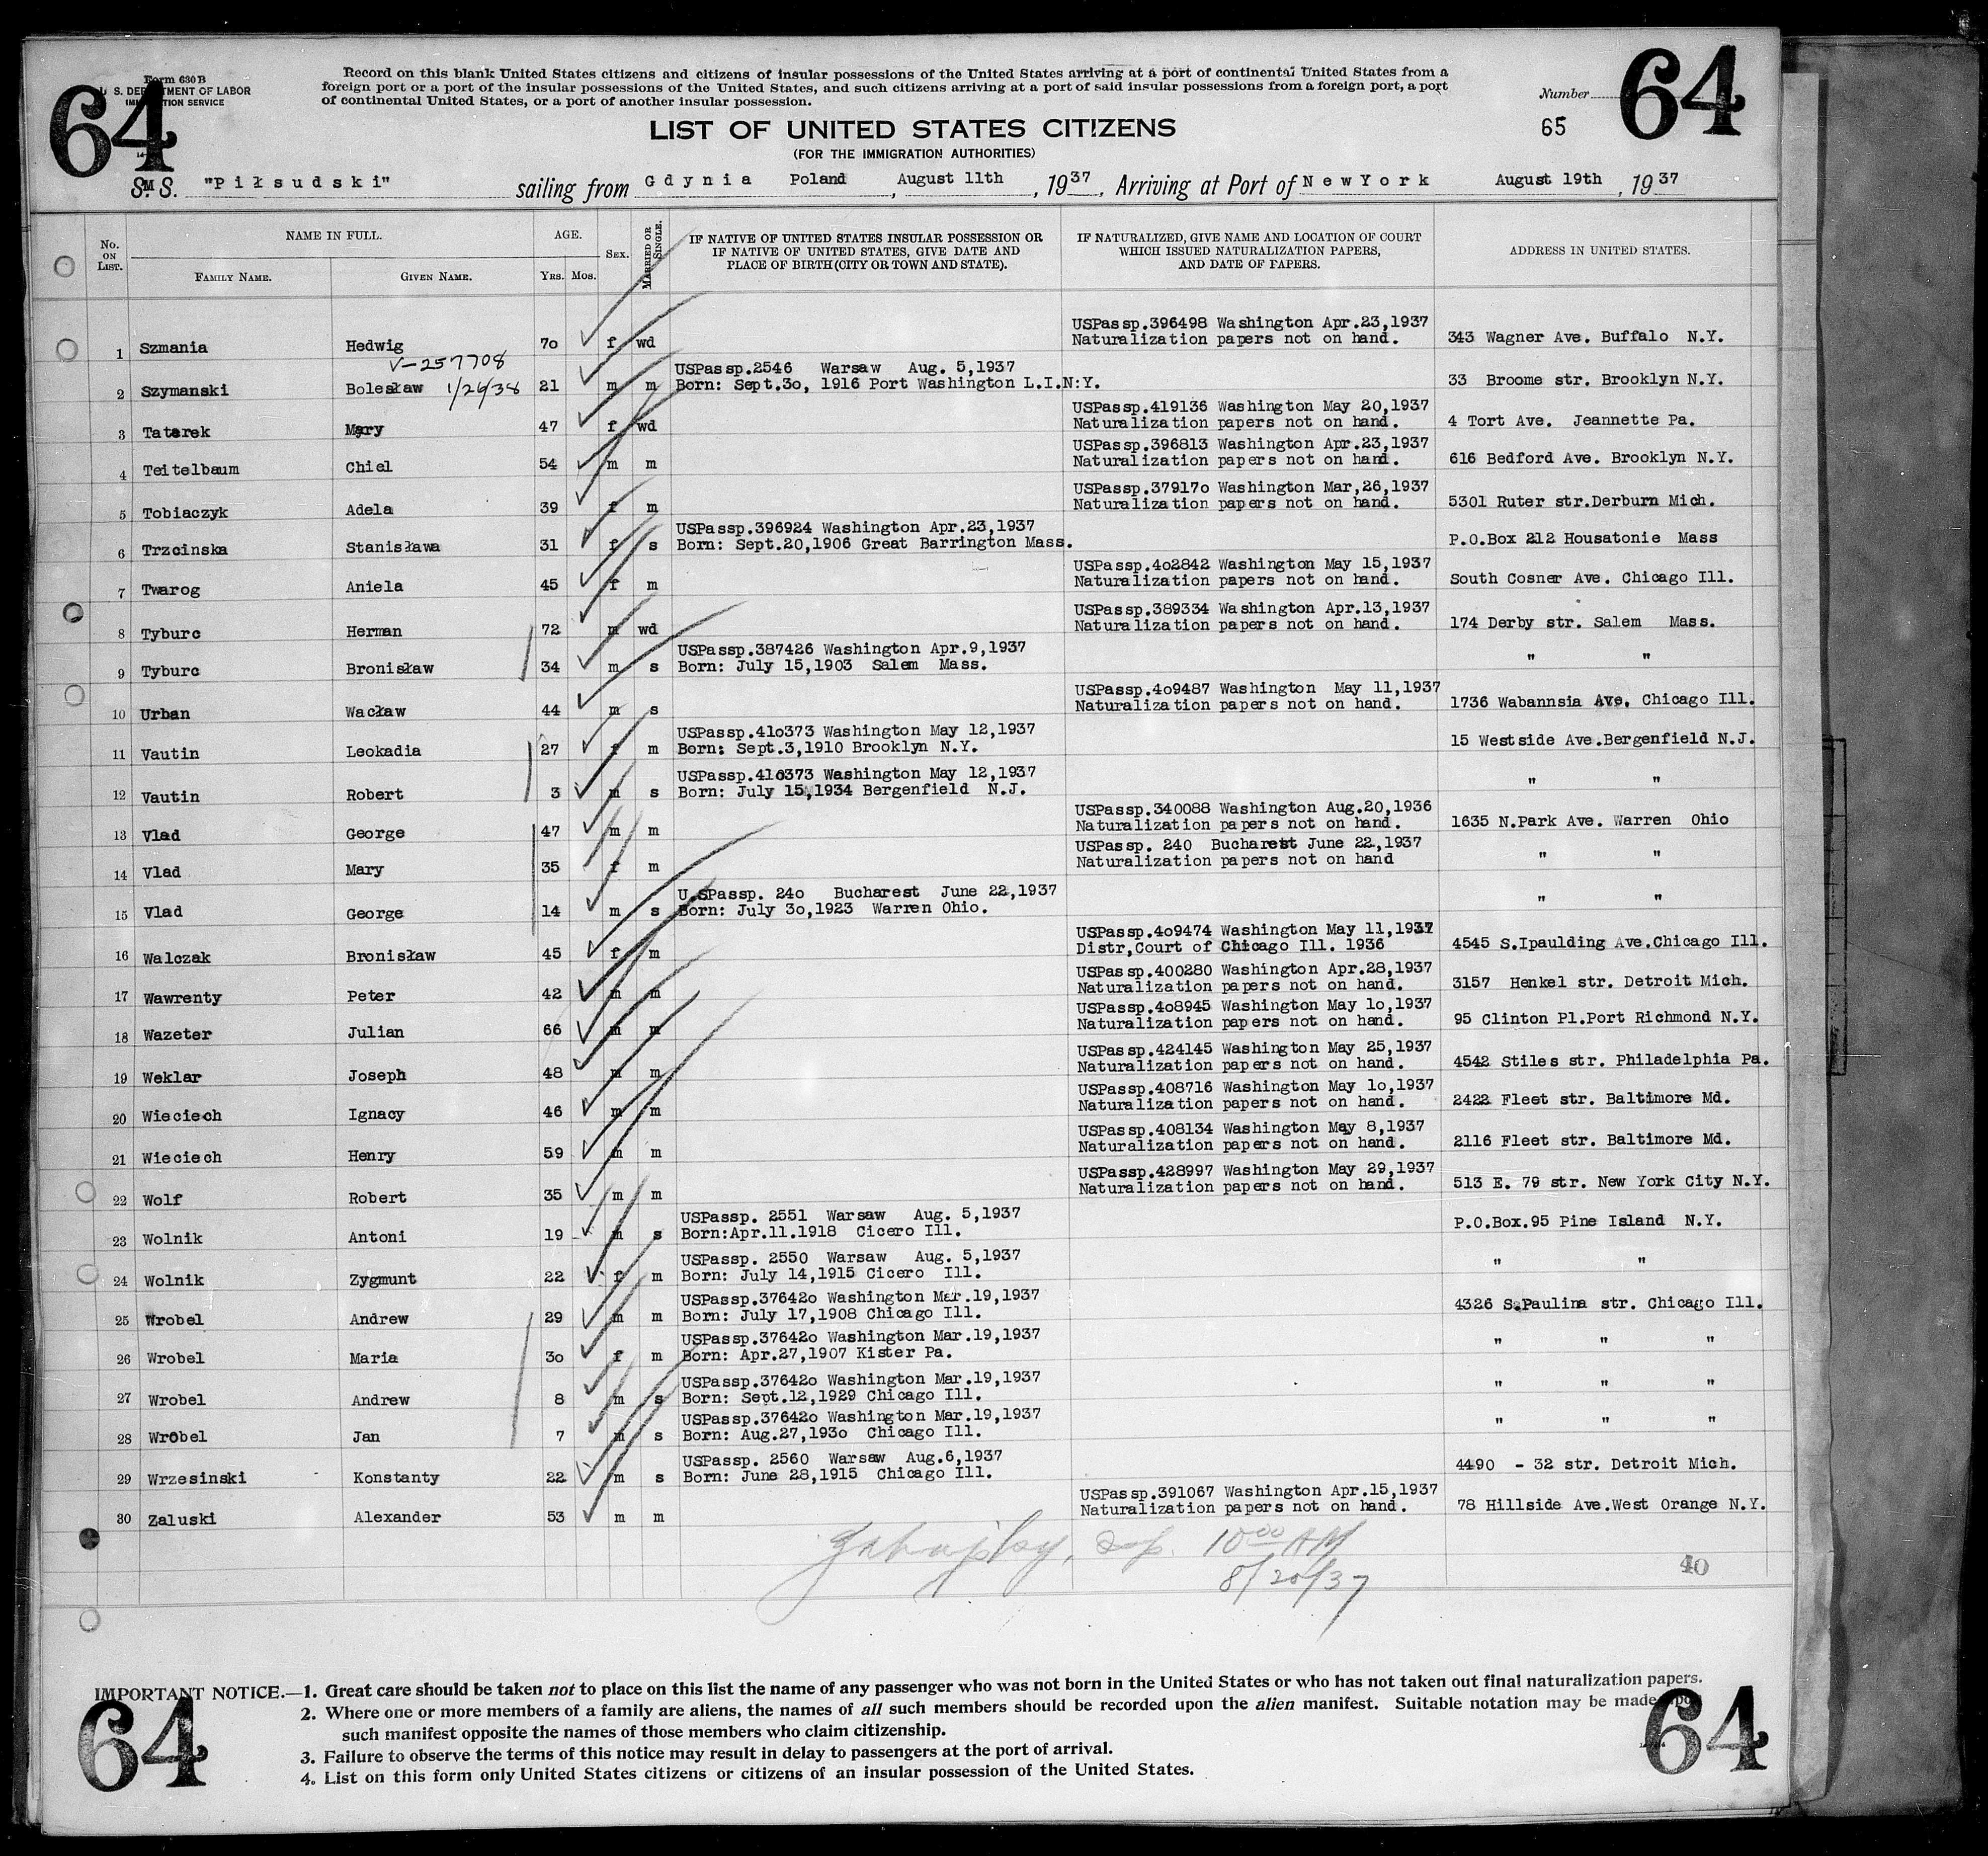 64
64
Form 630 B
U. S. DEPARTMENT OF LABOR
IMMIGRATION SERVICE
Record on this blank United States citizens and citizens of insular possessions of the United States arriving at a port of continental United States from a
foreign port or a port of the insular possessions of the United States, and such citizens arriving at a port of said insular possessions from a foreign port, a port
of continental United States, or a port of another insular possession.
Number
65
LIST OF UNITED STATES CITIZENS
(FOR THE IMMIGRATION AUTHORITIES)
S. S. "Piłsudski" sailing from Gdynia Poland, August 11th, 1937, Arriving at Port of NewYork August 19th, 1937
No. ON LIST. NAME IN FULL. AGE. SEX. MARRIED OR SINGLE. IF NATIVE OF UNITED STATES INSULAR POSSESSION OR IF NATIVE OF UNITED STATES, GIVE DATE AND PLACE OF BIRTH (CITY OR TOWN AND STATE). IF NATURALIZED, GIVE NAME AND LOCATION OF COURT WHICH ISSUED NATURALIZATION PAPERS, AND DATE OF PAPERS. ADDRESS IN UNITED STATES.
FAMILY NAME. GIVEN NAME. YRS. MOS.
USPassp.396498 Washington Apr.23,1937
1 Szmania Hedwig 7o f wd Naturalization papers not on hand. 343 Wagner Ave. Buffalo N.Y.
V-257708
USPassp.2546 Warsaw Aug. 5,1937
2 Szymanski Bolesław 1/26/38 21 m m Born: Sept.3o, 1916 Port Washington L.I.N.Y. 33 Broome str. Brooklyn N.Y.
USPassp.419136 Washington May 20,1937
3 Taterek Mary 47 f wd Naturalization papers not on hand. 4 Tort Ave. Jeannette Pa.
USPassp.396813 Washington Apr.23,1937
4 Teitelbaum Chiel 54 m m Naturalization papers not on hand. 616 Bedford Ave. Brooklyn N.Y.
USPassp.37917o Washington Mar,26,1937
5 Tobiaczyk Adela 39 f m Naturalization papers not on hand. 5301 Ruter str.Derburn Mich.
USPassp.396924 Washington Apr.23,1937
6 Trzcinska Stanisława 31 f s Born: Sept.20,1906 Great Barrington Mass. P.O.Box 212 Housatonie Mass
USPassp.4o2842 Washington May 15,1937
7 Twarog Aniela 45 f m Naturalization papers not on hand. South Cosner Ave. Chicago Ill.
USPassp.389334 Washington Apr.13,1937
8 Tyburc Herman 72 m wd Naturalization papers not on hand. 174 Derby str. Salem Mass.
USPassp.387426 Washington Apr.9,1937
9 Tyburc Bronisław 34 m s Born: July 15,1903 Salem Mass. " "
USPassp.4o9487 Washington May 11,1937
10 Urban Wacław 44 m s Naturalization papers not on hand. 1736 Wabannsia Ave. Chicago Ill.
USPassp.41o373 Washington May 12,1937
11 Vautin Leokadia 27 f m Born: Sept.3,1910 Brooklyn N.Y. 15 Westside Ave.Bergenfield N.J.
USPassp.41o373 Washington May 12,1937
12 Vautin Robert 3 m s Born: July 15,1934 Bergenfield N.J. " "
USPassp.340088 Washington Aug.20,1936
13 Vlad George 47 m m Naturalization papers not on hand. 1635 N.Park Ave. Warren Ohio
USPassp. 240 Bucharest June 22,1937
14 Vlad Mary 35 f m Naturalization papers not on hand " "
U.SPassp. 24o Bucharest June 22,1937
15 Vlad George 14 m s Born: July 3o,1923 Warren Ohio. " "
USPassp.4o9474 Washington May 11,1937
16 Walczak Bronisław 45 f m Distr,Court of Chicago Ill. 1936 4545 S.Ipaulding Ave.Chicago Ill.
USPassp.400280 Washington Apr.28,1937
17 Wawrenty Peter 42 m m Naturalization papers not on hand. 3157 Henkel str. Detroit Mich.
USPassp.4o8945 Washington May 1o,1937
18 Wazeter Julian 66 m m Naturalization papers not on hand. 95 Clinton Pl.Port Richmond N.Y.
USPassp.424145 Washington May 25,1937
19 Weklar Joseph 48 m m Naturalization papers not on hand. 4542 Stiles str. Philadelphia Pa.
USPassp.408716 Washington May 1o,1937
20 Wieciech Ignacy 46 m m Naturalization papers not on hand. 2422 Fleet str. Baltimore Md.
USPassp.408134 Washington May 8,1937
21 Wieciech Henry 59 m m Naturalization papers not on hand. 2116 Fleet str. Baltimore Md.
USPassp.428997 Washington May 29,1937
22 Wolf Robert 35 m m Naturalization papers not on hand. 513 E. 79 str. New York City N.Y.
USPassp. 2551 Warsaw Aug. 5,1937
23 Wolnik Antoni 19 m s Born:Apr.11.1918 Cicero Ill. P.O.Box.95 Pine Island N.Y.
USPassp. 2550 Warsaw Aug. 5,1937
24 Wolnik Zygmunt 22 f m Born: July 14,1915 Cicero Ill. " "
USPassp.37642o Washington Mar.19,1937
25 Wrobel Andrew 29 m m Born: July 17,1908 Chicago Ill. 4326 S.Paulina str. Chicago Ill.
USPassp.37642o Washington Mar.19,1937
26 Wrobel Maria 3o f m Born: Apr.27,1907 Kister Pa. " " "
USPassp.37642o Washington Mar.19,1937
27 Wrobel Andrew 8 m s Born: Sept.12,1929 Chicago Ill. " " "
USPassp.37642o Washington Mar.19,1937
28 Wrobel Jan 7 m s Born: Aug.27,193o Chicago Ill. " " "
USPassp. 2560 Warsaw Aug.6,1937
29 Wrzesinski Konstanty 22 m s Born: June 28,1915 Chicago Ill. 4490 - 32 str. Detroit Mich.
USPassp.391067 Washington Apr.15,1937
30 Zaluski Alexander 53 m m Naturalization papers not on hand. 78 Hillside Ave.West Orange N.Y.
10 00 AM
8/20/37
40
IMPORTANT NOTICE.—1. Great care should be taken not to place on this list the name of any passenger who was not born in the United States or who has not taken out final naturalization papers.
2. Where one or more members of a family are aliens, the names of all such members should be recorded upon the alien manifest. Suitable notation may be made upon
such manifest opposite the names of those members who claim citizenship.
3. Failure to observe the terms of this notice may result in delay to passengers at the port of arrival.
4. List on this form only United States citizens or citizens of an insular possession of the United States.
64
64